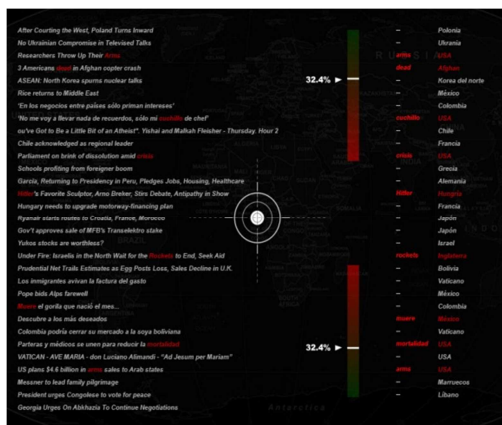 After Courting the West, Poland Turns Inward
No Ukrainian Compromise in Televised Talks
Researchers Throw Up Their Arms
3 Americans dead in Afghan copter crash
ASEAN: North Korea spurns nuclear talks
Rice returns to Middle East
'En los negocios entre países sólo priman intereses'
'No me voy a llevar nada de recuerdos, sólo mi cuchillo de chef'
ou've Got to Be a Little Bit of an Atheist". Yishai and Malkah Fleisher - Thursday. Hour 2
Chile acknowledged as regional leader
Parliament on brink of dissolution amid crisis
Schools profiting from foreigner boom
García, Returning to Presidency in Peru, Pledges Jobs, Housing, Healthcare
Hitler's Favorite Sculptor, Arno Breker, Stirs Debate, Antipathy in Show
Hungary needs to upgrade motorway-financing plan
Ryanair starts routes to Croatia, France, Morocco
Gov't approves sale of MFB's Transelektro stake
Yukos stocks are worthless?
Under Fire: Israelis in the North Wait for the Rockets to End, Seek Aid
Prudential Net Trails Estimates as Egg Posts Loss, Sales Decline in U.K.
Los inmigrantes avivan la factura del gasto
Pope bids Alps farewell
Muere el gorila que nació el mes...
Descubre a los más deseados
Colombia podría cerrar su mercado a la soya boliviana
Parteras y médicos se unen para reducir la mortalidad
VATICAN - AVE MARIA - don Luciano Alimandi - "Ad Jesum per Mariam"
US plans $4.6 billion in arms sales to Arab states
Messner to lead family pilgrimage
President urges Congolese to vote for peace
Georgia Urges On Abkhazia To Continue Negotiations
32.4%
32.4%
– Polonia
– Ukrania
arms USA
dead Afghan
– Korea del norte
– México
– Colombia
cuchillo USA
– Chile
– Francia
crisis USA
– Grecia
– Alemania
Hitler Hungría
– Francia
– Japón
– Japón
– Israel
rockets Inglaterra
– Bolivia
– Vaticano
– México
– Colombia
muere México
– Vaticano
mortalidad USA
– USA
arms USA
– Marruecos
– Líbano
Antarctica